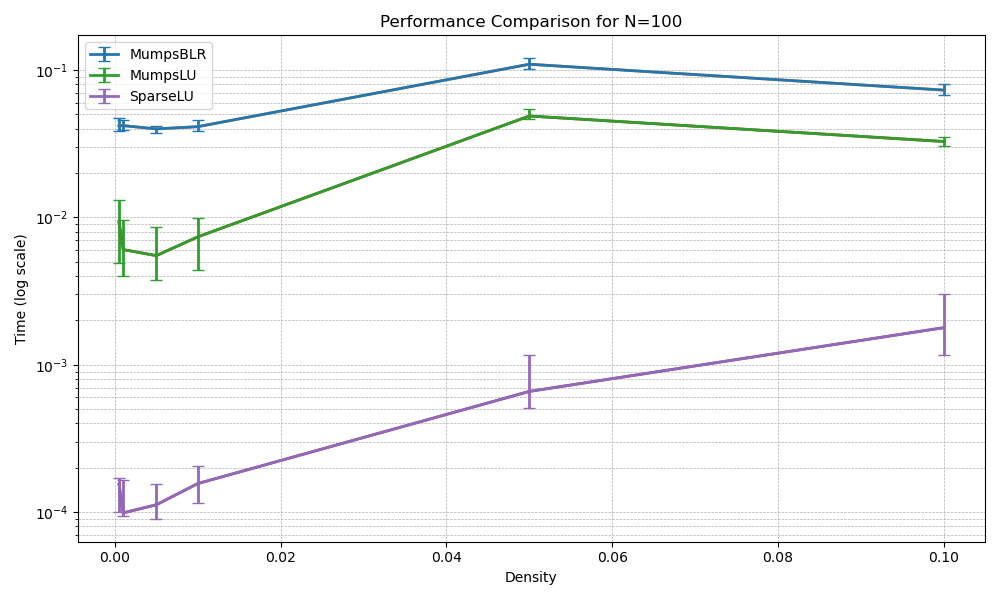 Performance Comparison for N=100
MumpsBLR
MumpsLU
SparseLU
Time (log scale)
10⁻¹
10⁻²
10⁻³
10⁻⁴
0.00 0.02 0.04 0.06 0.08 0.10
Density